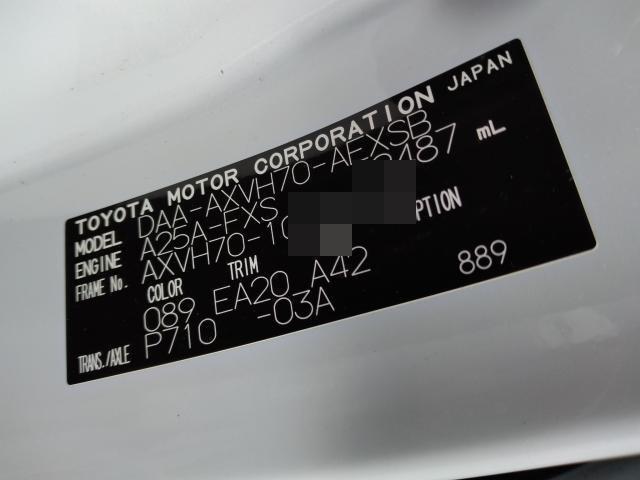 TOYOTA MOTOR CORPORATION JAPAN
MODEL DAA-AXVH70-AEXSB
ENGINE A25A-FXS 2487 mL
FRAME No. AXVH70-10
COLOR TRIM PTION
089 EA20 A42 889
TRANS./AXLE P710 -03A